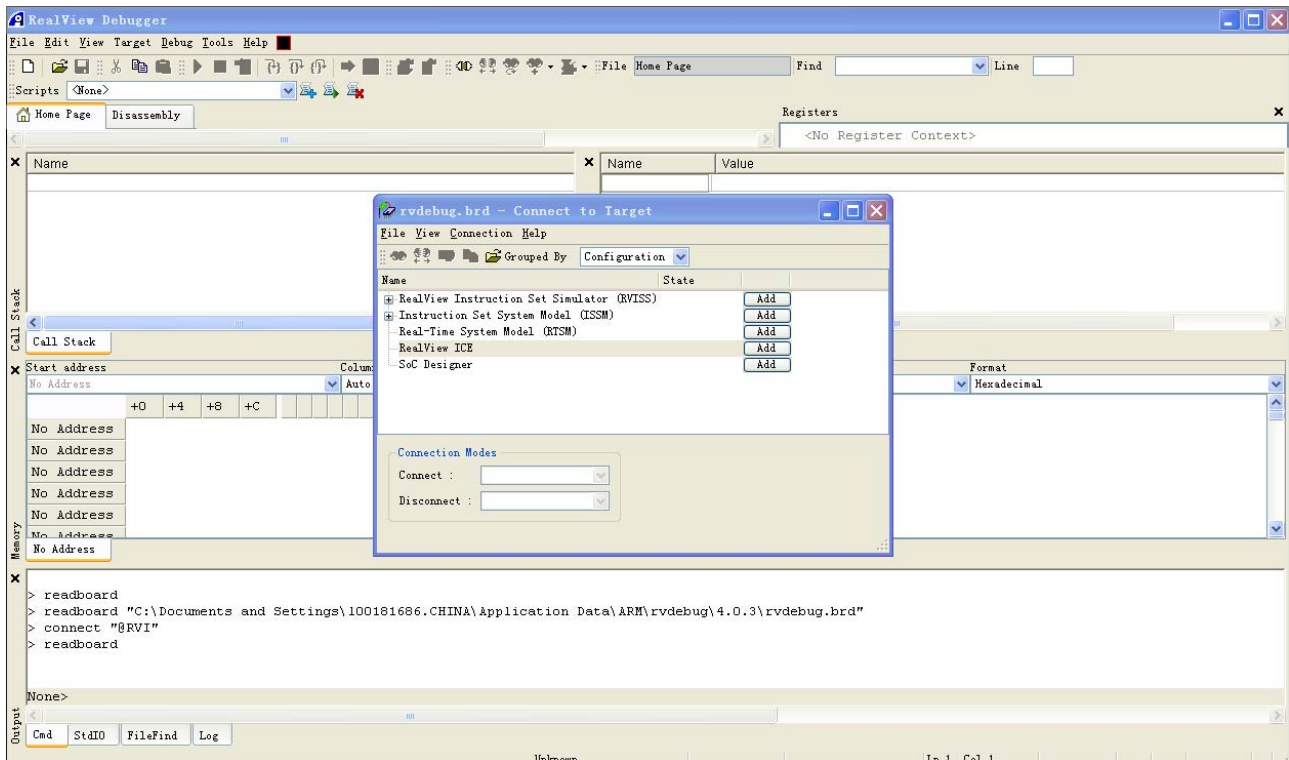 RealView Debugger
File Edit View Target Debug Tools Help
File Home Page Find Line
Scripts <None>
Home Page Disassembly
Registers
<No Register Context>
Name
Name Value
Call Stack
Call Stack
rvdebug.brd - Connect to Target
File View Connection Help
Grouped By Configuration
Name State
RealView Instruction Set Simulator (RVISS) Add
Instruction Set System Model (ISSM) Add
Real-Time System Model (RTSM) Add
RealView ICE Add
SoC Designer Add
Connection Modes
Connect :
Disconnect :
Start address Colum Format
No Address Auto Hexadecimal
+0 +4 +8 +C
No Address
No Address
No Address
No Address
No Address
No Address
Memory
No Address
> readboard
> readboard "C:\Documents and Settings\100181686.CHINA\Application Data\ARM\rvdebug\4.0.3\rvdebug.brd"
> connect "@RVI"
> readboard
None>
Output
Cmd StdIO FileFind Log
Unknown Ln 1, Col 1